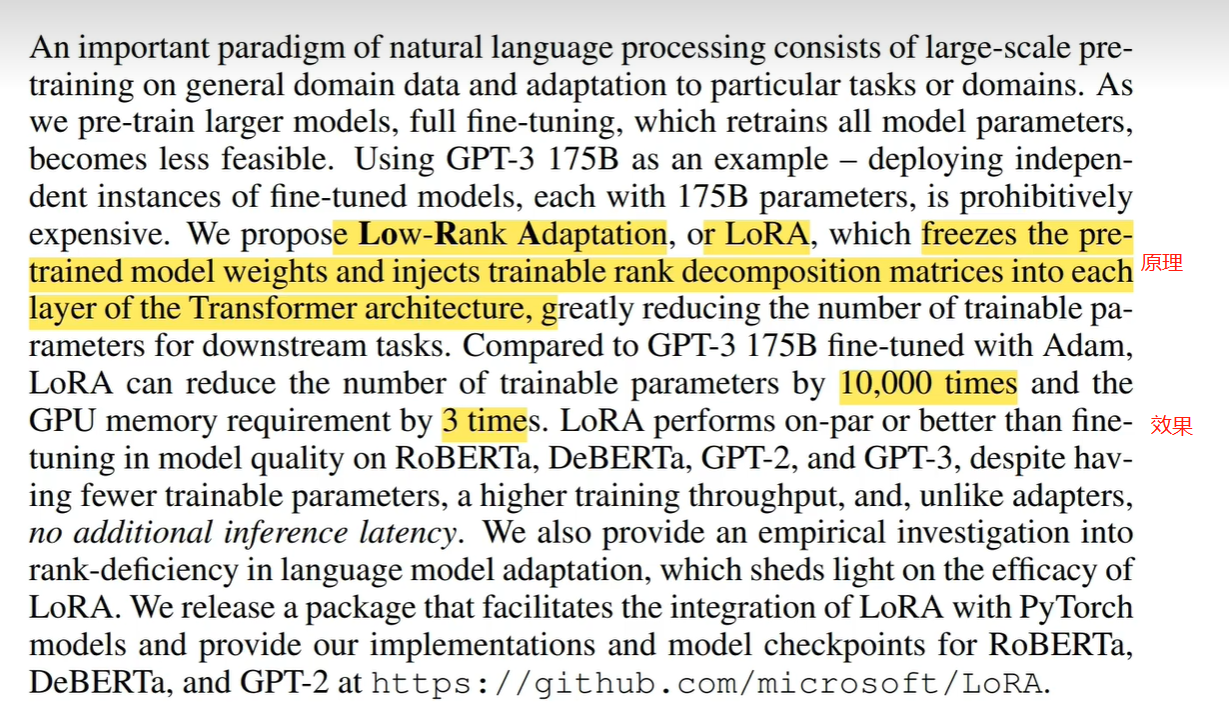 An important paradigm of natural language processing consists of large-scale pre-
training on general domain data and adaptation to particular tasks or domains. As
we pre-train larger models, full fine-tuning, which retrains all model parameters,
becomes less feasible. Using GPT-3 175B as an example – deploying indepen-
dent instances of fine-tuned models, each with 175B parameters, is prohibitively
expensive. We propose Low-Rank Adaptation, or LoRA, which freezes the pre-
trained model weights and injects trainable rank decomposition matrices into each
原理
layer of the Transformer architecture, greatly reducing the number of trainable pa-
rameters for downstream tasks. Compared to GPT-3 175B fine-tuned with Adam,
LoRA can reduce the number of trainable parameters by 10,000 times and the
GPU memory requirement by 3 times. LoRA performs on-par or better than fine-
效果
tuning in model quality on RoBERTa, DeBERTa, GPT-2, and GPT-3, despite hav-
ing fewer trainable parameters, a higher training throughput, and, unlike adapters,
no additional inference latency. We also provide an empirical investigation into
rank-deficiency in language model adaptation, which sheds light on the efficacy of
LoRA. We release a package that facilitates the integration of LoRA with PyTorch
models and provide our implementations and model checkpoints for RoBERTa,
DeBERTa, and GPT-2 at https://github.com/microsoft/LoRA.